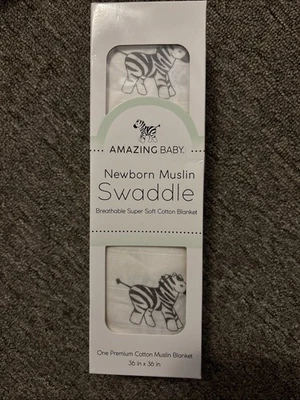 AMAZING BABY.
Newborn Muslin
Swaddle
Breathable Super Soft Cotton Blanket
One Premium Cotton Muslin Blanket
36 in x 36 in